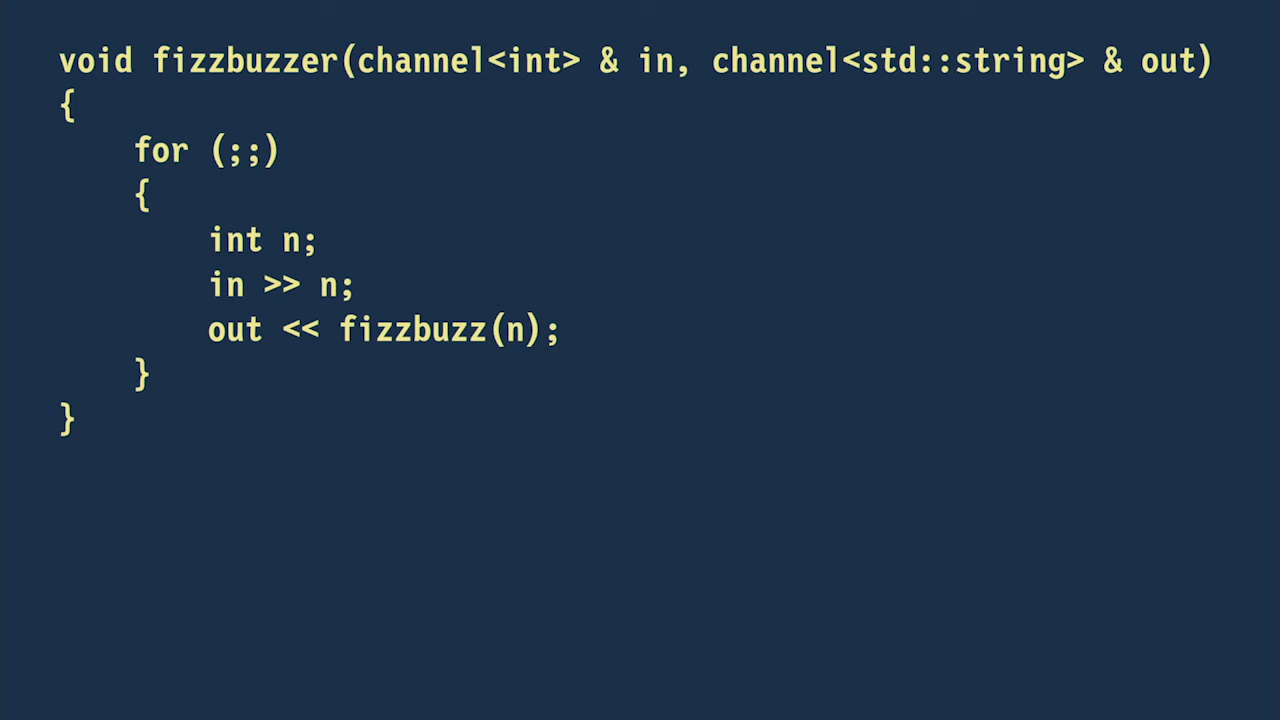 void fizzbuzzer(channel<int> & in, channel<std::string> & out)
{
    for (;;)
    {
        int n;
        in >> n;
        out << fizzbuzz(n);
    }
}